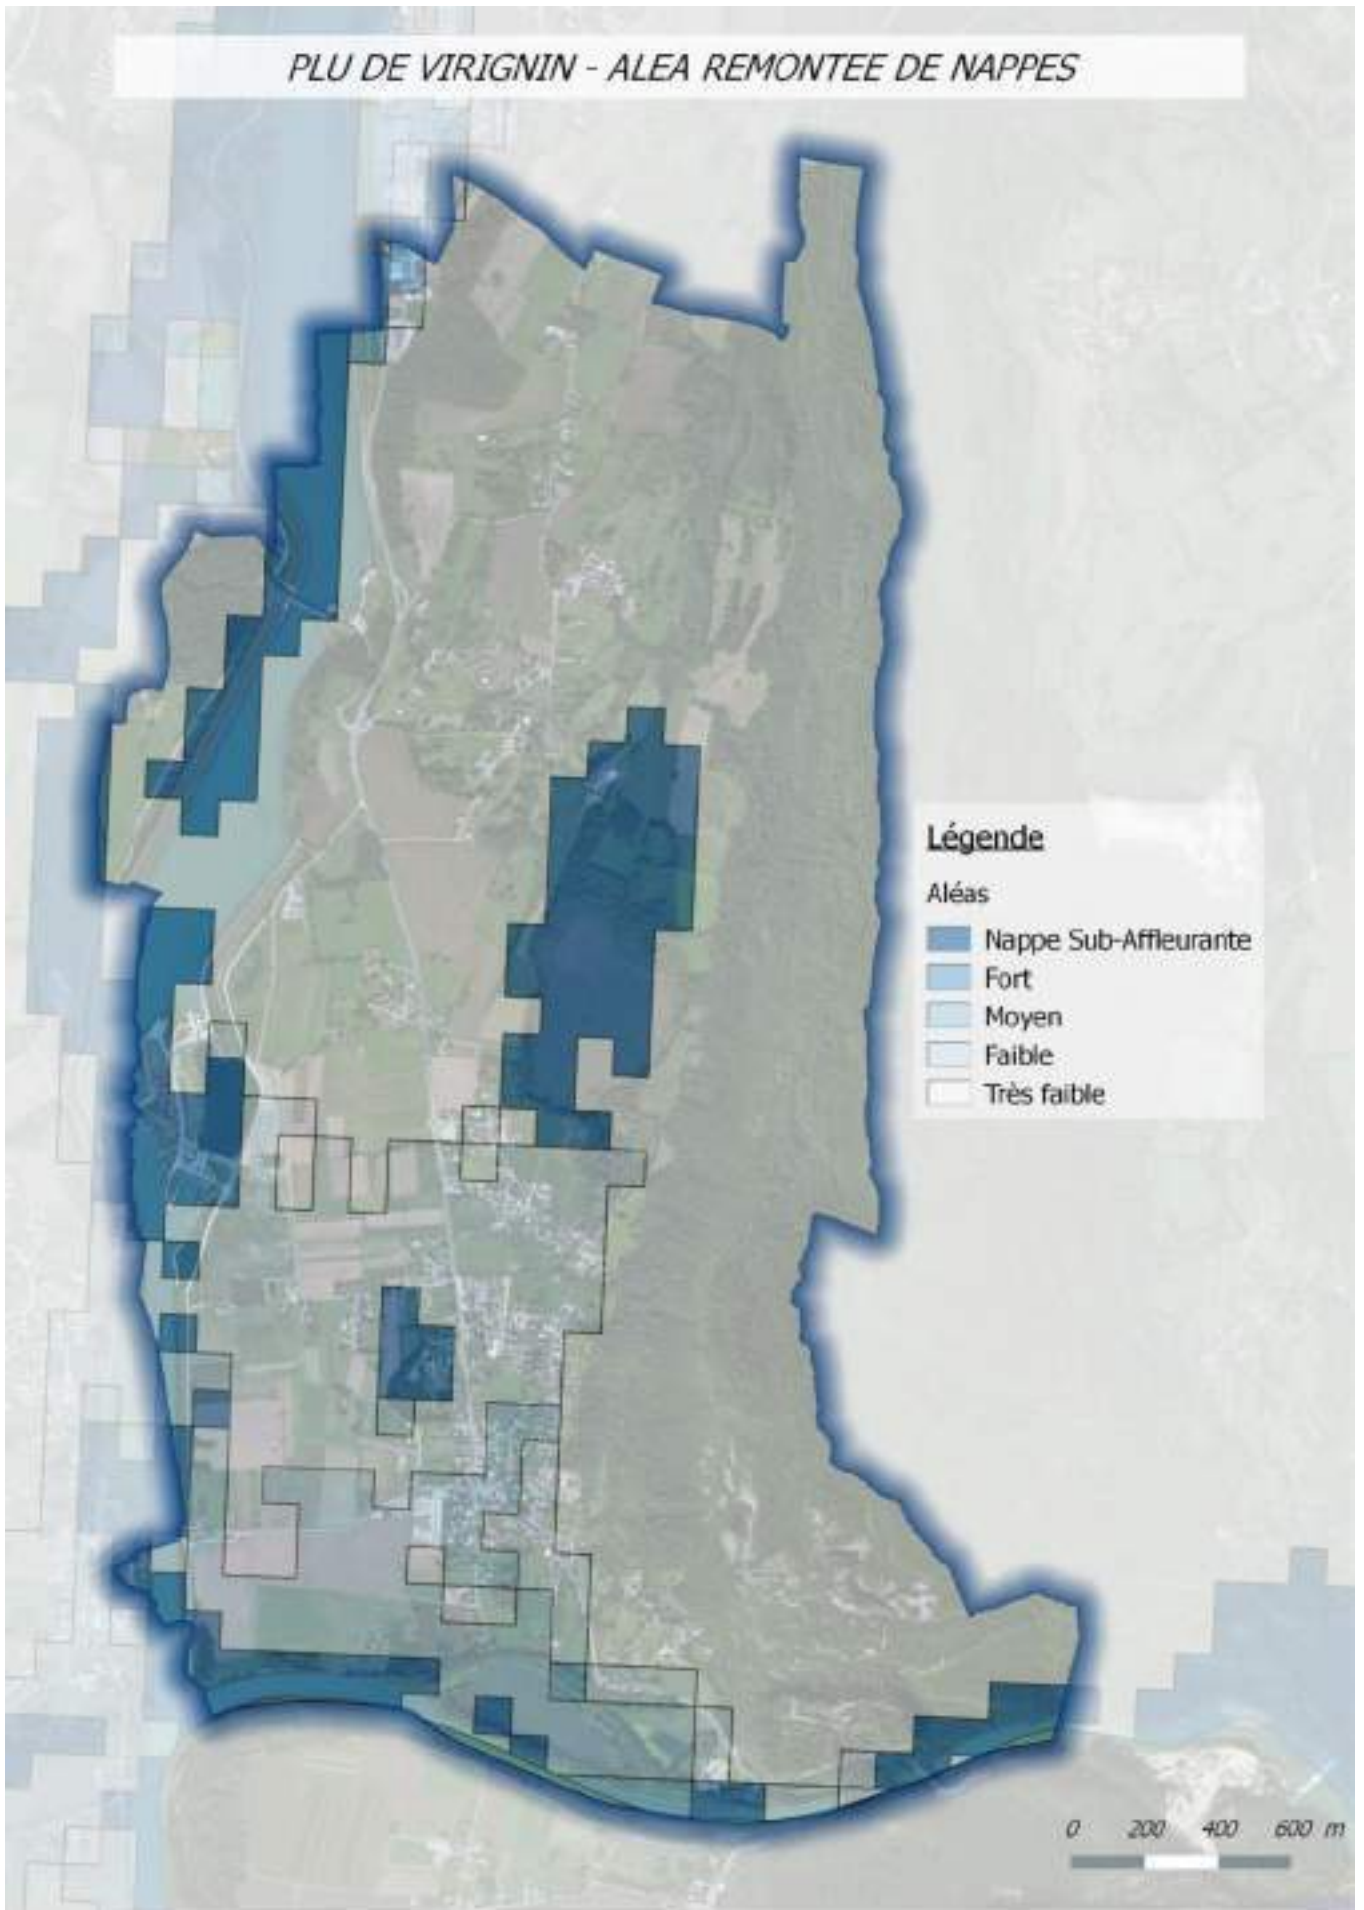 PLU DE VIRIGNIN - ALEA REMONTEE DE NAPPES
Légende
Aléas
Nappe Sub-Affleurante
Fort
Moyen
Faible
Très faible
0 200 400 600 m